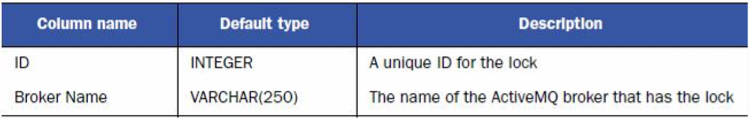 Column name Default type Description
ID INTEGER A unique ID for the lock
Broker Name VARCHAR(250) The name of the ActiveMQ broker that has the lock